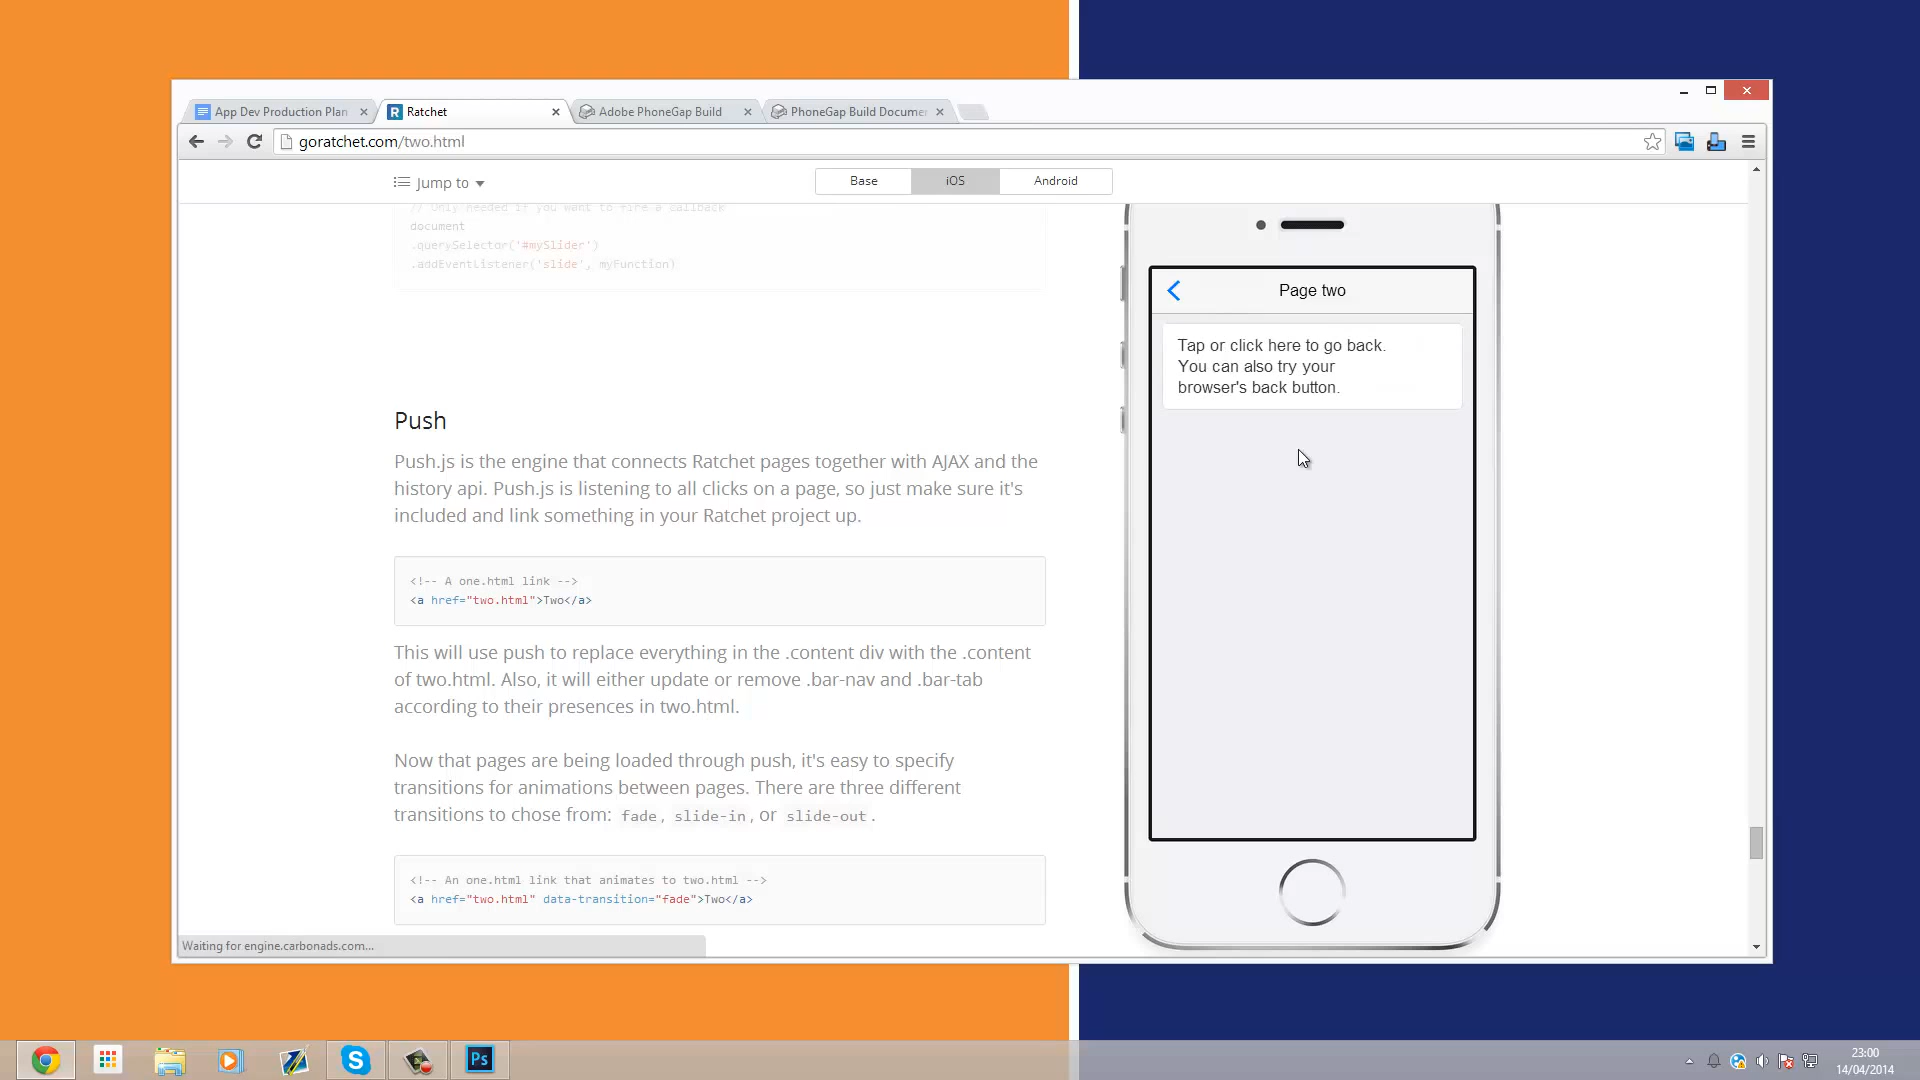 App Dev Production Plan
Ratchet
Adobe PhoneGap Build
PhoneGap Build Documen
goratchet.com/two.html
Jump to
Base
iOS
Android
// Only needed if you want to fire a callback
document
.querySelector('#mySlider')
.addEventListener('slide', myFunction)
Push
Push.js is the engine that connects Ratchet pages together with AJAX and the
history api. Push.js is listening to all clicks on a page, so just make sure it's
included and link something in your Ratchet project up.
<!-- A one.html link -->
<a href="two.html">Two</a>
This will use push to replace everything in the .content div with the .content
of two.html. Also, it will either update or remove .bar-nav and .bar-tab
according to their presences in two.html.
Now that pages are being loaded through push, it's easy to specify
transitions for animations between pages. There are three different
transitions to chose from: fade, slide-in, or slide-out.
<!-- An one.html link that animates to two.html -->
<a href="two.html" data-transition="fade">Two</a>
Page two
Tap or click here to go back.
You can also try your
browser's back button.
Waiting for engine.carbonads.com...
Ps
23:00
14/04/2014